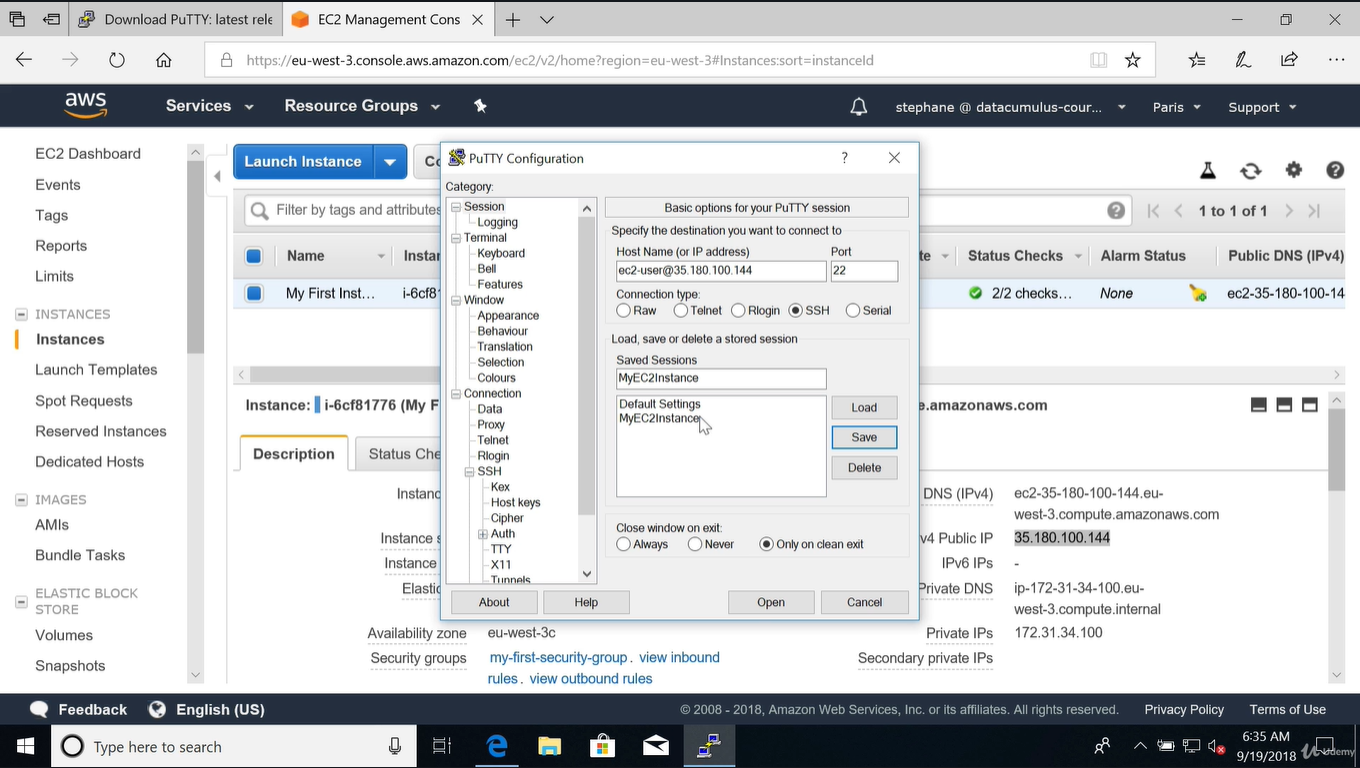 Download PuTTY: latest rele
EC2 Management Cons
https://eu-west-3.console.aws.amazon.com/ec2/v2/home?region=eu-west-3#Instances:sort=instanceId
aws
Services
Resource Groups
stephane @ datacumulus-cour...
Paris
Support
EC2 Dashboard
Events
Tags
Reports
Limits
INSTANCES
Instances
Launch Templates
Spot Requests
Reserved Instances
Dedicated Hosts
IMAGES
AMIs
Bundle Tasks
ELASTIC BLOCK
STORE
Volumes
Snapshots
Launch Instance
Co
Filter by tags and attributes
1 to 1 of 1
Name
Instan
te
Status Checks
Alarm Status
Public DNS (IPv4)
My First Inst...
i-6cf81
2/2 checks...
None
ec2-35-180-100-14
PuTTY Configuration
Category:
Session
Logging
Terminal
Keyboard
Bell
Features
Window
Appearance
Behaviour
Translation
Selection
Colours
Connection
Data
Proxy
Telnet
Rlogin
SSH
Kex
Host keys
Cipher
Auth
TTY
X11
Tunnels
Basic options for your PuTTY session
Specify the destination you want to connect to
Host Name (or IP address)
Port
ec2-user@35.180.100.144
22
Connection type:
Raw
Telnet
Rlogin
SSH
Serial
Load, save or delete a stored session
Saved Sessions
MyEC2Instance
Default Settings
MyEC2Instance
Load
Save
Delete
Close window on exit:
Always
Never
Only on clean exit
About
Help
Open
Cancel
Instance:
i-6cf81776 (My F
e.amazonaws.com
Description
Status Che
Instanc
DNS (IPv4)
ec2-35-180-100-144.eu-
west-3.compute.amazonaws.com
Instance s
v4 Public IP
35.180.100.144
Instance
IPv6 IPs
-
Elastic
Private DNS
ip-172-31-34-100.eu-
west-3.compute.internal
Availability zone
eu-west-3c
Private IPs
172.31.34.100
Security groups
my-first-security-group. view inbound
rules. view outbound rules
Secondary private IPs
Feedback
English (US)
© 2008 - 2018, Amazon Web Services, Inc. or its affiliates. All rights reserved.
Privacy Policy
Terms of Use
Type here to search
6:35 AM
9/19/2018
Udemy